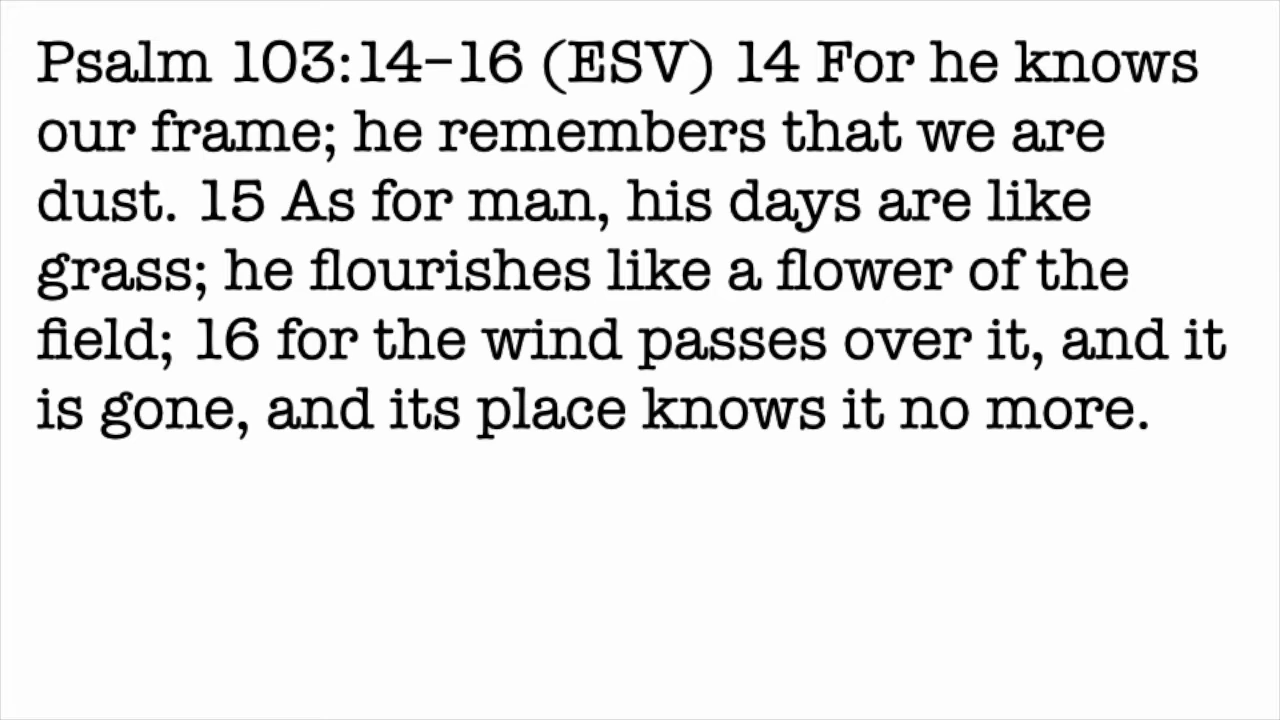 Psalm 103:14–16 (ESV) 14 For he knows
our frame; he remembers that we are
dust. 15 As for man, his days are like
grass; he flourishes like a flower of the
field; 16 for the wind passes over it, and it
is gone, and its place knows it no more.